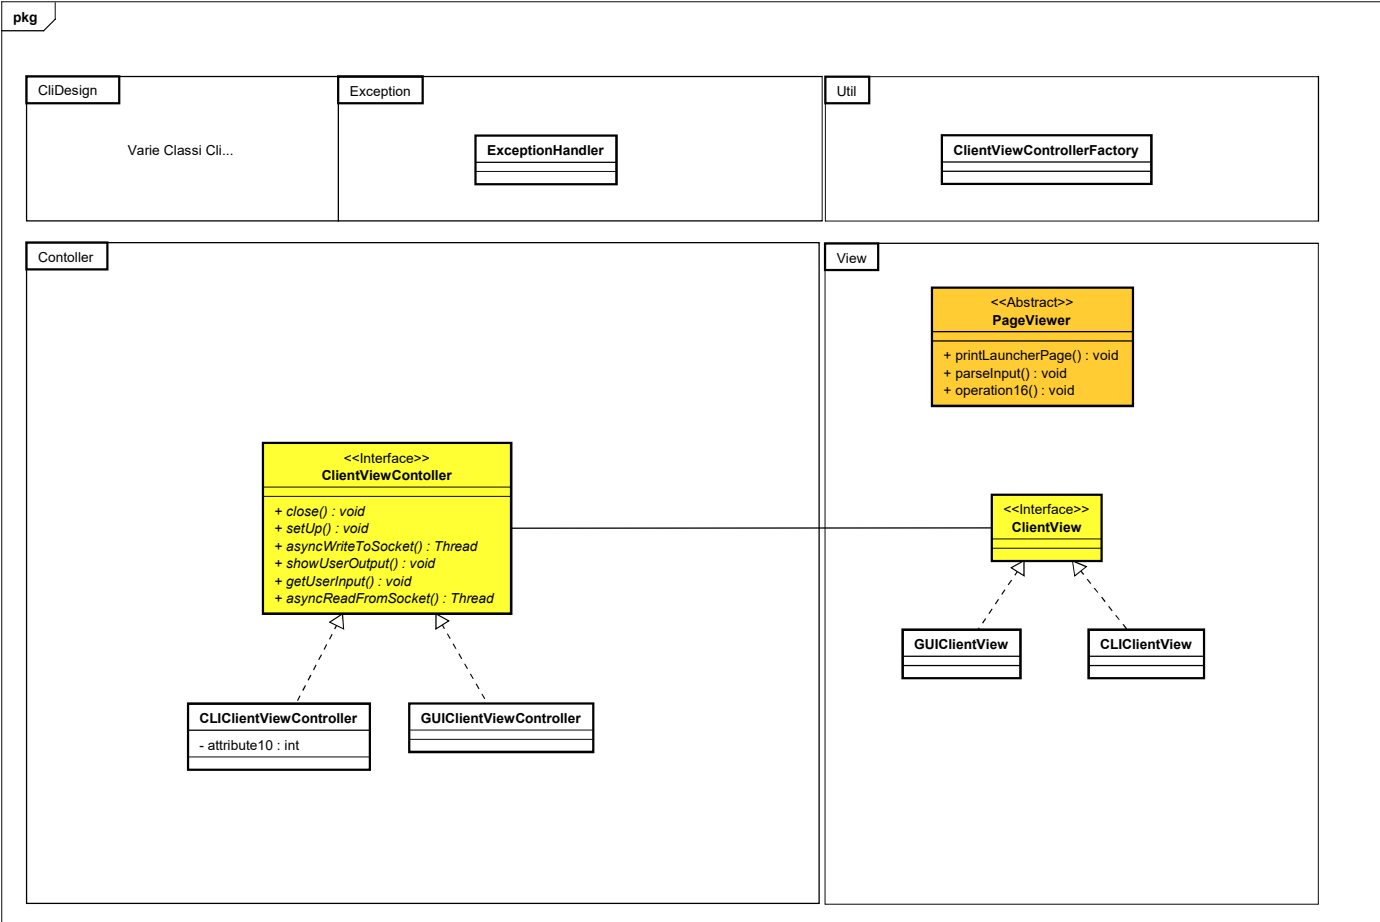 pkg
CliDesign
Varie Classi Cli...
Exception
ExceptionHandler
Util
ClientViewControllerFactory
Contoller
<<Interface>>
ClientViewContoller
+ close() : void
+ setUp() : void
+ asyncWriteToSocket() : Thread
+ showUserOutput() : void
+ getUserInput() : void
+ asyncReadFromSocket() : Thread
CLIClientViewController
- attribute10 : int
GUIClientViewController
View
<<Abstract>>
PageViewer
+ printLauncherPage() : void
+ parseInput() : void
+ operation16() : void
<<Interface>>
ClientView
GUIClientView
CLIClientView